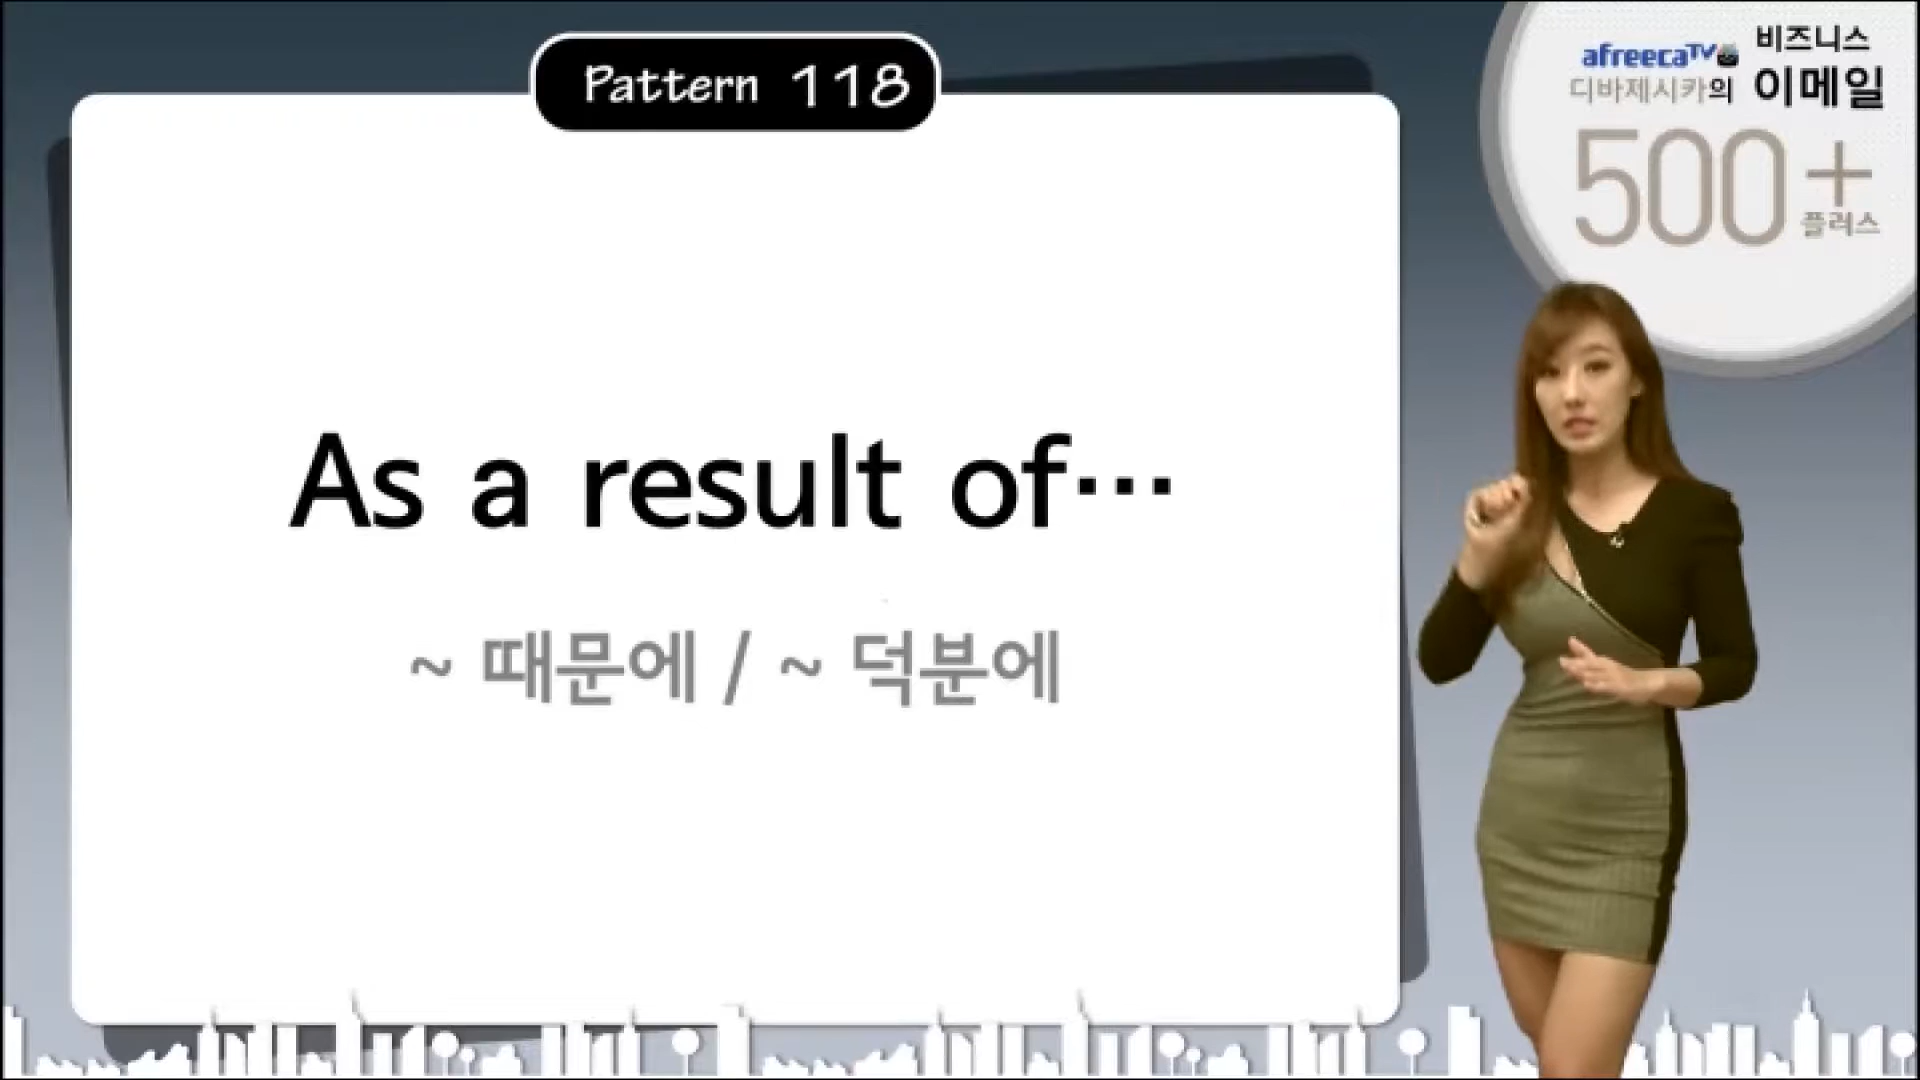 Pattern 118
As a result of…
~ 때문에 / ~ 덕분에
afreecaTV 비즈니스
디바제시카의 이메일
500+
플러스